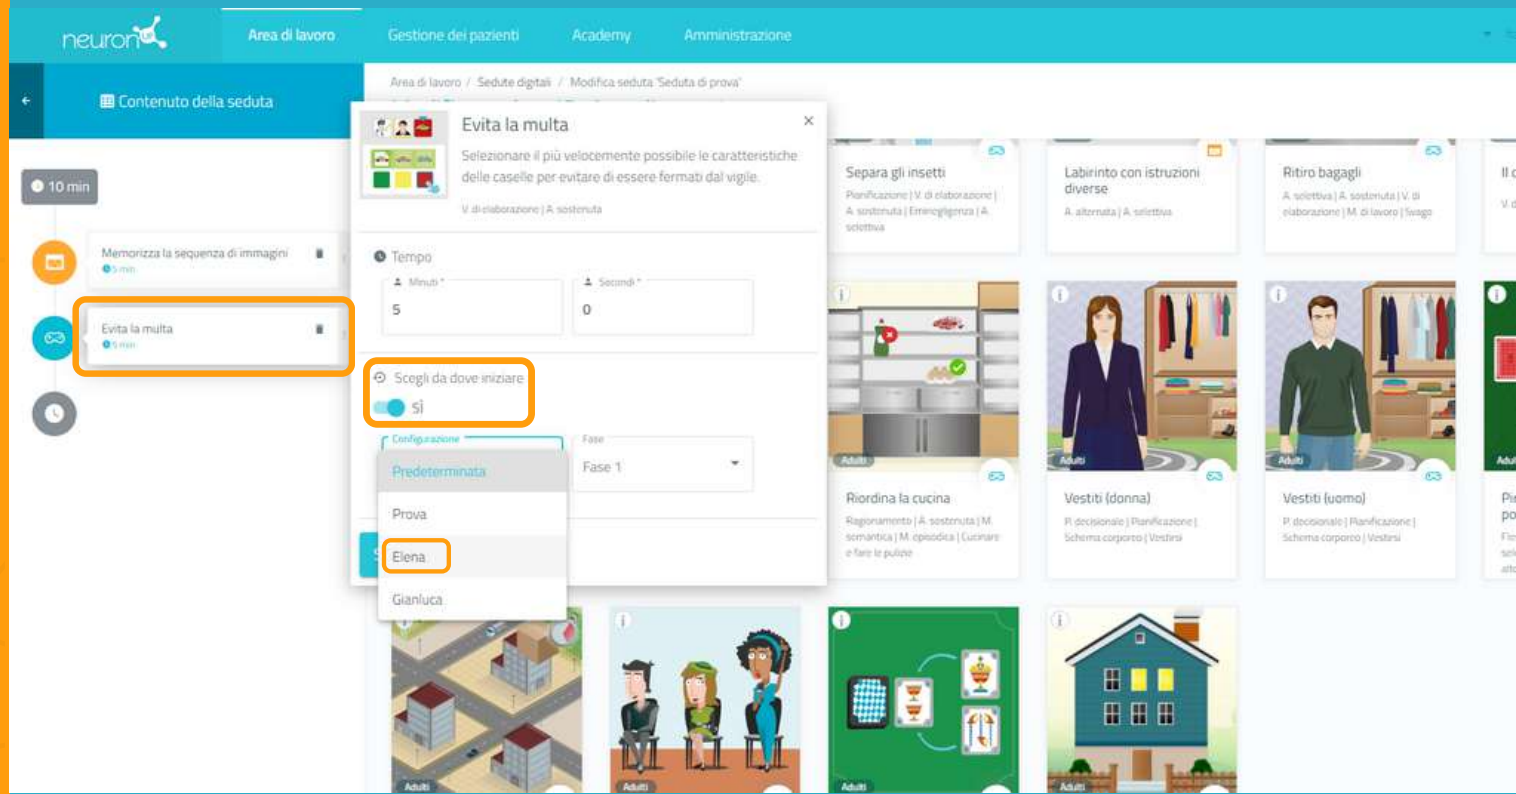 neuronup
Area di lavoro
Gestione dei pazienti
Academy
Amministrazione
Contenuto della seduta
Area di lavoro / Sedute digitali / Modifica seduta 'Seduta di prova'
10 min
Memorizza la sequenza di immagini
5 min
Evita la multa
5 min
Evita la multa
Selezionare il più velocemente possibile le caratteristiche
delle caselle per evitare di essere fermati dal vigile.
V. di elaborazione | A. sostenuta
Tempo
Minuti *
5
Secondi *
0
Scegli da dove iniziare
sì
Configurazione
Predeterminata
Prova
Elena
Gianluca
Fase
Fase 1
Separa gli insetti
Pianificazione | V. di elaborazione |
A. sostenuta | Eminegligenza | A.
selettiva
Labirinto con istruzioni
diverse
A. alternata | A. selettiva
Ritiro bagagli
A. selettiva | A. sostenuta | V. di
elaborazione | M. di lavoro | Svago
Adulti
Riordina la cucina
Ragionamento | A. sostenuta | M.
semantica | M. episodica | Cucinare
e fare le pulizie
Adulti
Vestiti (donna)
P. decisionale | Pianificazione |
Schema corporeo | Vestirsi
Adulti
Vestiti (uomo)
P. decisionale | Pianificazione |
Schema corporeo | Vestirsi
Adulti
Adulti
Adulti
Adulti